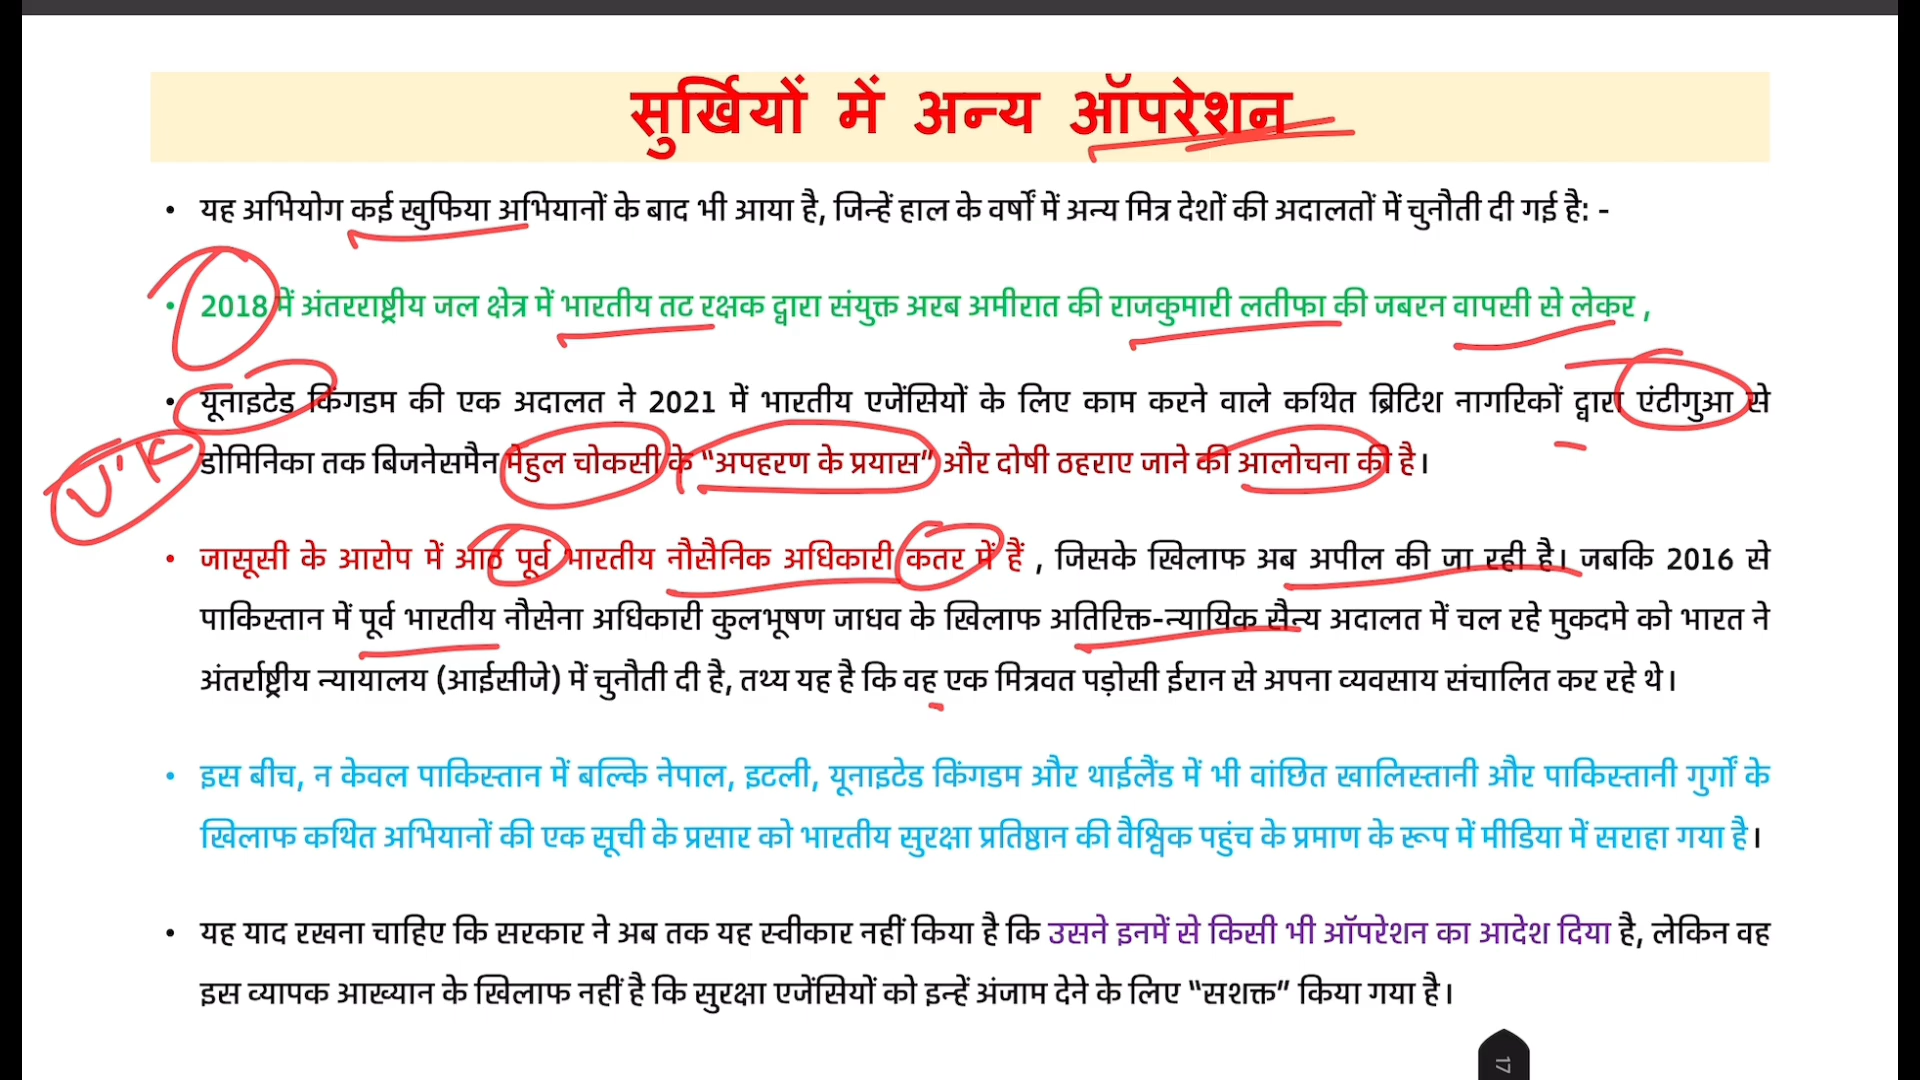 सुर्खियों में अन्य ऑपरेशन
• यह अभियोग कई खुफिया अभियानों के बाद भी आया है, जिन्हें हाल के वर्षों में अन्य मित्र देशों की अदालतों में चुनौती दी गई है: -
• 2018 में अंतरराष्ट्रीय जल क्षेत्र में भारतीय तट रक्षक द्वारा संयुक्त अरब अमीरात की राजकुमारी लतीफा की जबरन वापसी से लेकर ,
• यूनाइटेड किंगडम की एक अदालत ने 2021 में भारतीय एजेंसियों के लिए काम करने वाले कथित ब्रिटिश नागरिकों द्वारा एंटीगुआ से
डोमिनिका तक बिजनेसमैन मेहुल चोकसी के "अपहरण के प्रयास" और दोषी ठहराए जाने की आलोचना की है।
U'K
• जासूसी के आरोप में आठ पूर्व भारतीय नौसैनिक अधिकारी कतर में हैं , जिसके खिलाफ अब अपील की जा रही है। जबकि 2016 से
पाकिस्तान में पूर्व भारतीय नौसेना अधिकारी कुलभूषण जाधव के खिलाफ अतिरिक्त-न्यायिक सैन्य अदालत में चल रहे मुकदमे को भारत ने
अंतर्राष्ट्रीय न्यायालय (आईसीजे) में चुनौती दी है, तथ्य यह है कि वह एक मित्रवत पड़ोसी ईरान से अपना व्यवसाय संचालित कर रहे थे।
• इस बीच, न केवल पाकिस्तान में बल्कि नेपाल, इटली, यूनाइटेड किंगडम और थाईलैंड में भी वांछित खालिस्तानी और पाकिस्तानी गुर्गों के
खिलाफ कथित अभियानों की एक सूची के प्रसार को भारतीय सुरक्षा प्रतिष्ठान की वैश्विक पहुंच के प्रमाण के रूप में मीडिया में सराहा गया है।
• यह याद रखना चाहिए कि सरकार ने अब तक यह स्वीकार नहीं किया है कि उसने इनमें से किसी भी ऑपरेशन का आदेश दिया है, लेकिन वह
इस व्यापक आख्यान के खिलाफ नहीं है कि सुरक्षा एजेंसियों को इन्हें अंजाम देने के लिए "सशक्त" किया गया है।
17